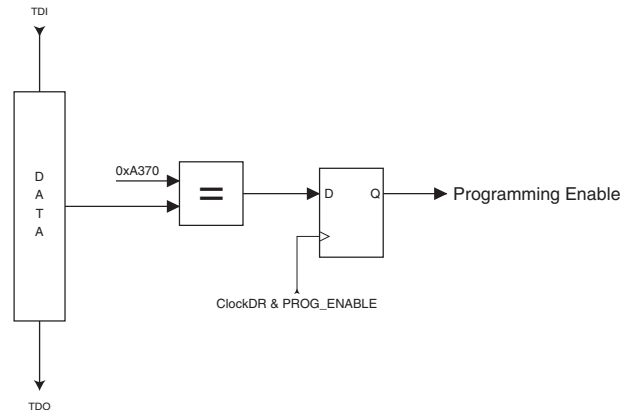 TDI
D
A
T
A
0xA370
=
D
Q
Programming Enable
ClockDR & PROG_ENABLE
TDO